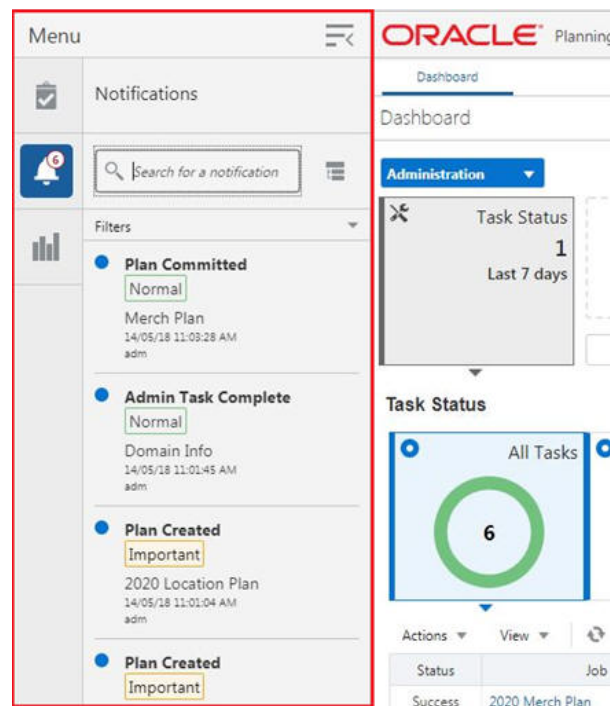 Menu
6
Notifications
Search for a notification
Filters
Plan Committed
Normal
Merch Plan
14/05/18 11:03:28 AM
adm
Admin Task Complete
Normal
Domain Info
14/05/18 11:01:45 AM
adm
Plan Created
Important
2020 Location Plan
14/05/18 11:01:04 AM
adm
Plan Created
Important
ORACLE Planning
Dashboard
Dashboard
Administration
Task Status
1
Last 7 days
Task Status
All Tasks
6
Actions View
Status Job
Success 2020 Merch Plan